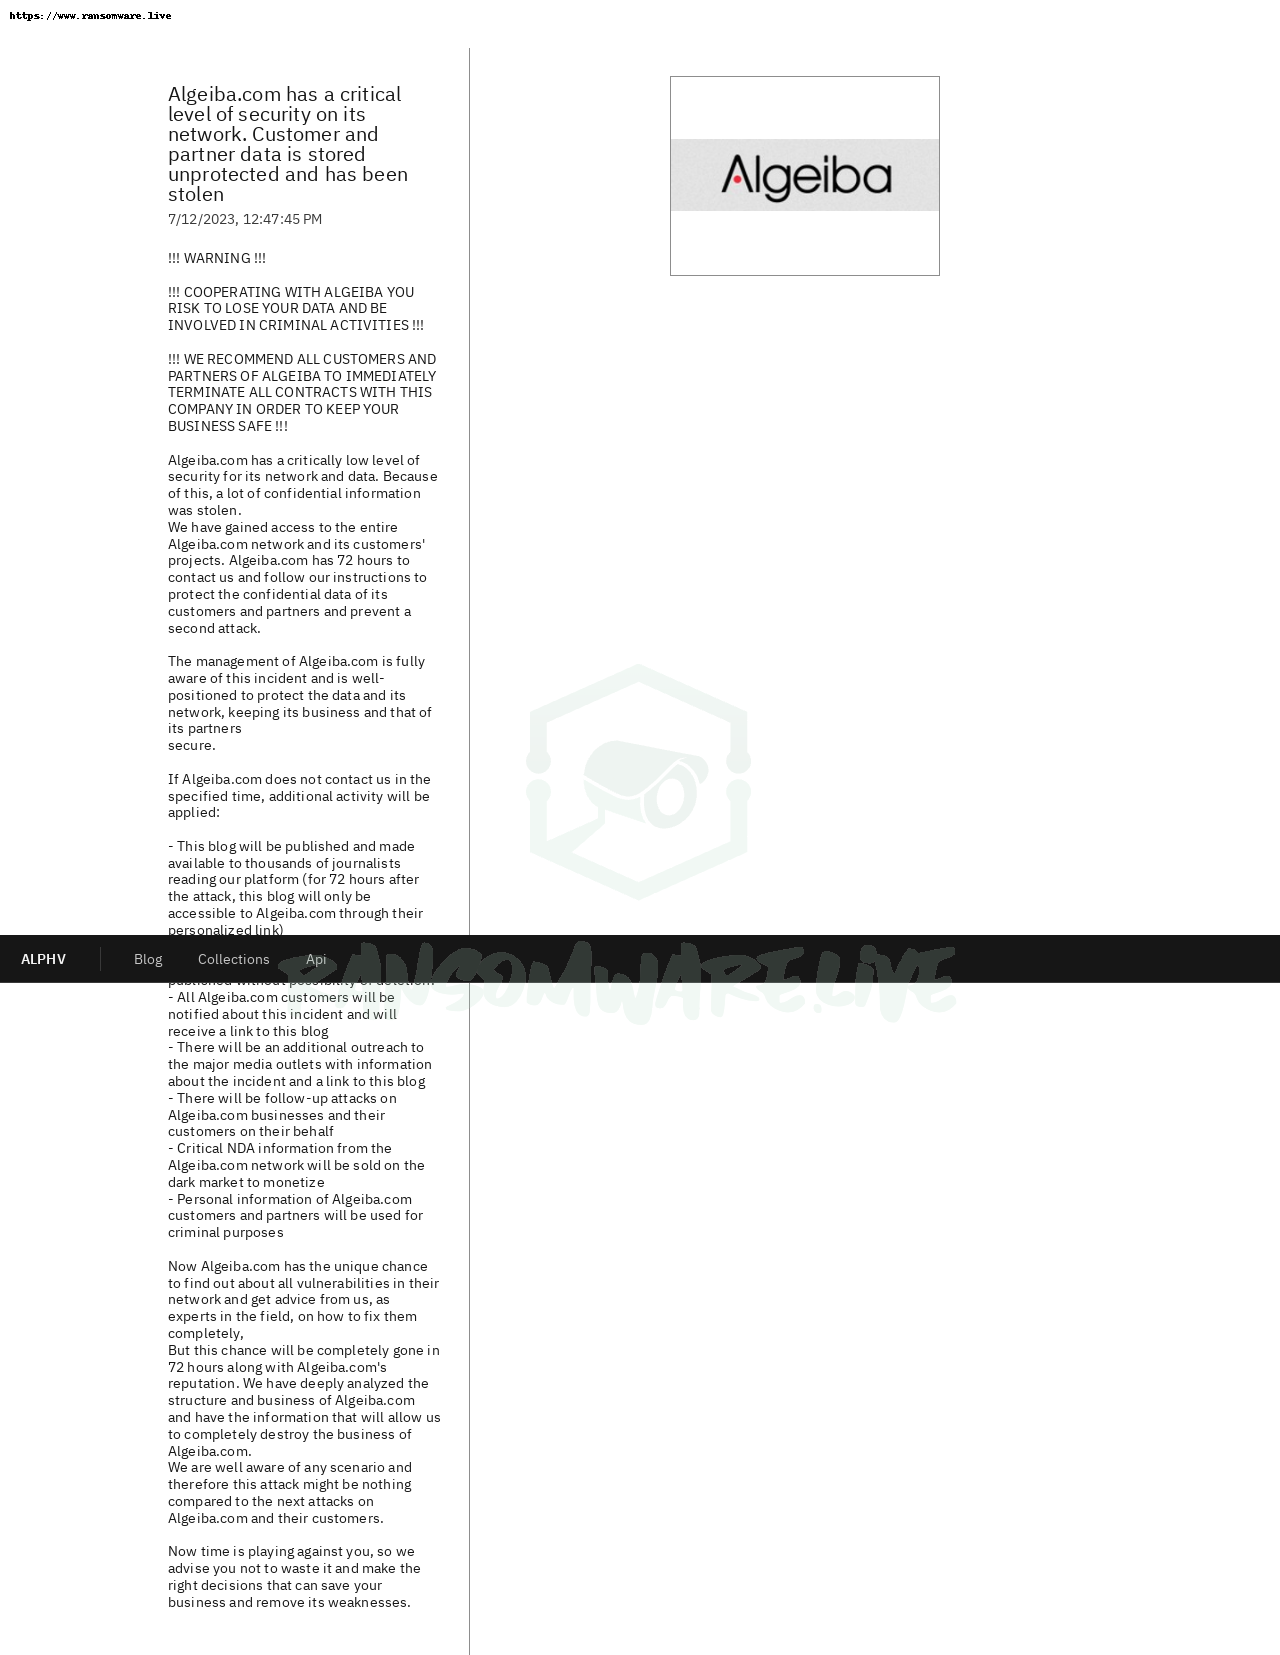 https://www.ransomware.live
Algeiba.com has a critical
level of security on its
network. Customer and
partner data is stored
unprotected and has been
stolen
7/12/2023, 12:47:45 PM
!!! WARNING !!!
!!! COOPERATING WITH ALGEIBA YOU
RISK TO LOSE YOUR DATA AND BE
INVOLVED IN CRIMINAL ACTIVITIES !!!
!!! WE RECOMMEND ALL CUSTOMERS AND
PARTNERS OF ALGEIBA TO IMMEDIATELY
TERMINATE ALL CONTRACTS WITH THIS
COMPANY IN ORDER TO KEEP YOUR
BUSINESS SAFE !!!
Algeiba.com has a critically low level of
security for its network and data. Because
of this, a lot of confidential information
was stolen.
We have gained access to the entire
Algeiba.com network and its customers'
projects. Algeiba.com has 72 hours to
contact us and follow our instructions to
protect the confidential data of its
customers and partners and prevent a
second attack.
The management of Algeiba.com is fully
aware of this incident and is well-
positioned to protect the data and its
network, keeping its business and that of
its partners
secure.
If Algeiba.com does not contact us in the
specified time, additional activity will be
applied:
- This blog will be published and made
available to thousands of journalists
reading our platform (for 72 hours after
the attack, this blog will only be
accessible to Algeiba.com through their
personalized link)
ALPHV Blog Collections Api
RANSOMWARE.LIVE
published without possibility of deletion.
- All Algeiba.com customers will be
notified about this incident and will
receive a link to this blog
- There will be an additional outreach to
the major media outlets with information
about the incident and a link to this blog
- There will be follow-up attacks on
Algeiba.com businesses and their
customers on their behalf
- Critical NDA information from the
Algeiba.com network will be sold on the
dark market to monetize
- Personal information of Algeiba.com
customers and partners will be used for
criminal purposes
Now Algeiba.com has the unique chance
to find out about all vulnerabilities in their
network and get advice from us, as
experts in the field, on how to fix them
completely,
But this chance will be completely gone in
72 hours along with Algeiba.com's
reputation. We have deeply analyzed the
structure and business of Algeiba.com
and have the information that will allow us
to completely destroy the business of
Algeiba.com.
We are well aware of any scenario and
therefore this attack might be nothing
compared to the next attacks on
Algeiba.com and their customers.
Now time is playing against you, so we
advise you not to waste it and make the
right decisions that can save your
business and remove its weaknesses.
Algeiba